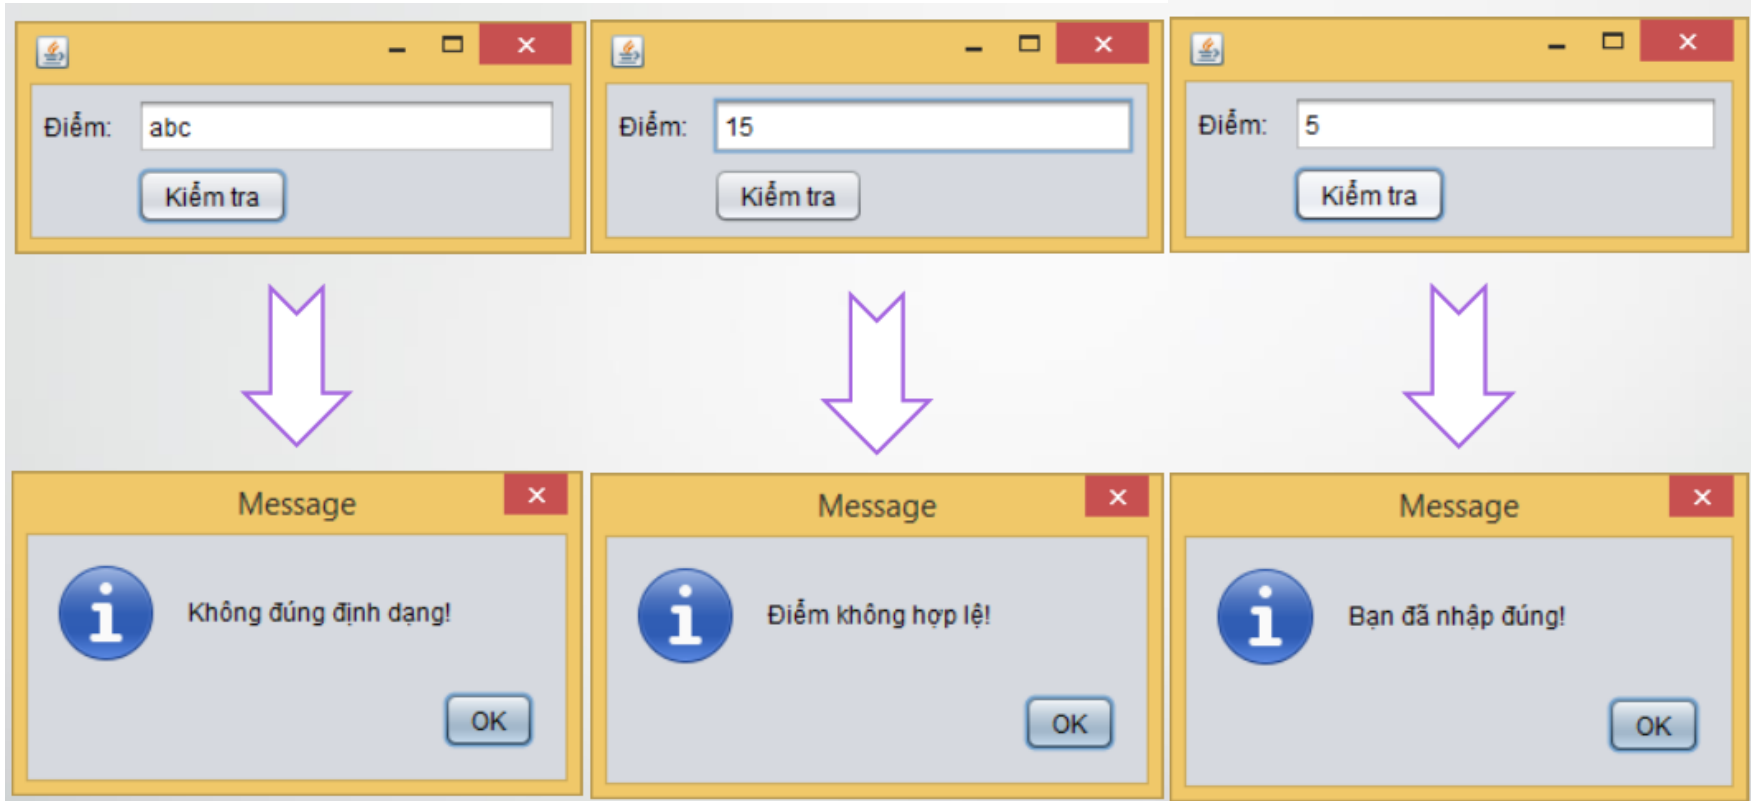 Điểm: abc
Kiểm tra
Điểm: 15
Kiểm tra
Điểm: 5
Kiểm tra
Message
Không đúng định dạng!
OK
Message
Điểm không hợp lệ!
OK
Message
Bạn đã nhập đúng!
OK